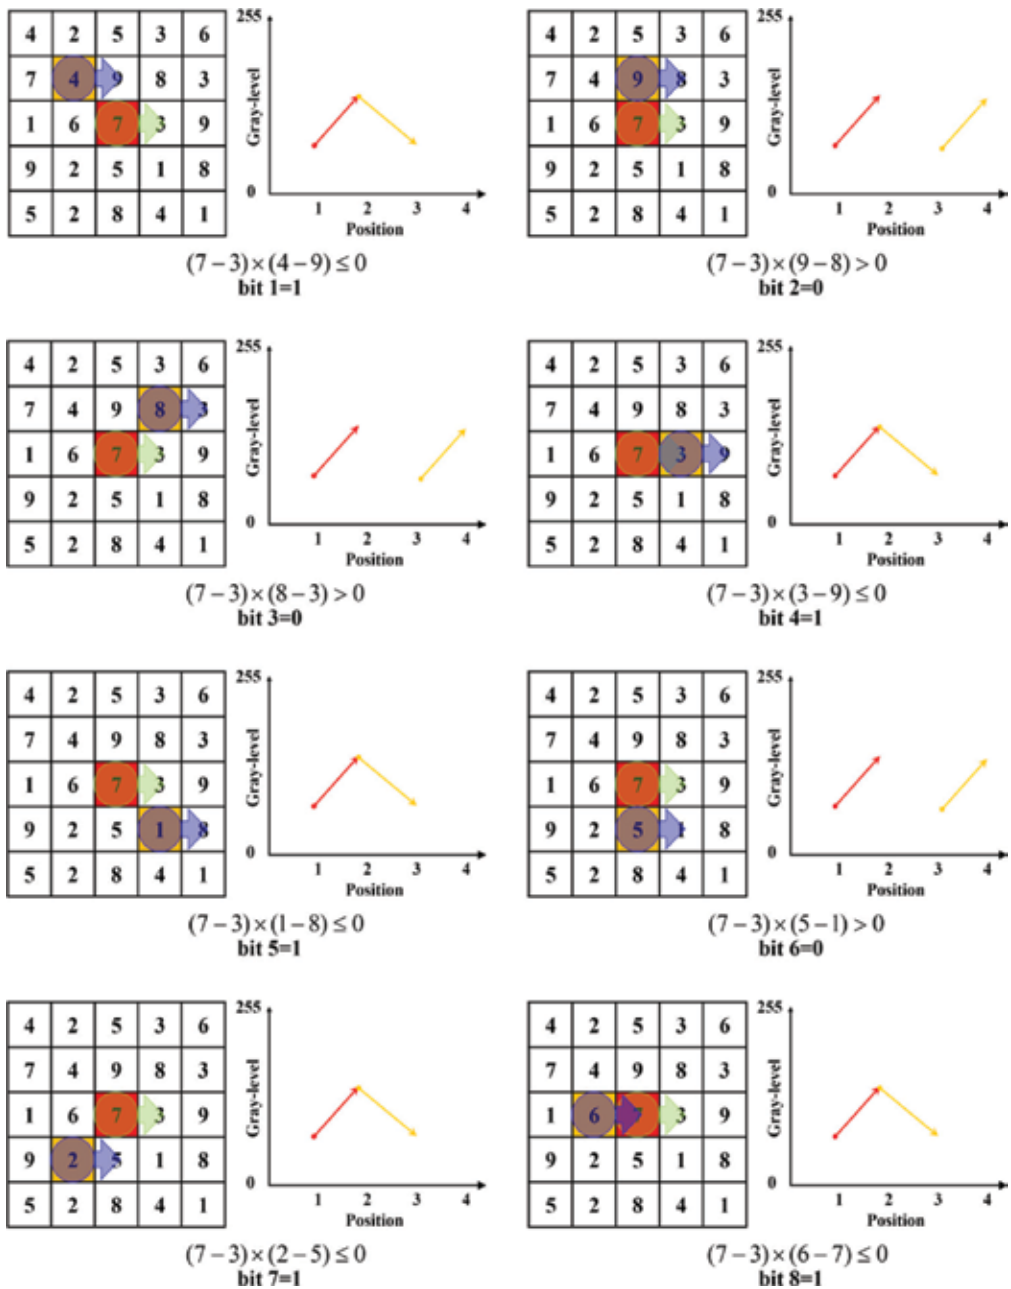 4 2 5 3 6
7 4 9 8 3
1 6 7 3 9
9 2 5 1 8
5 2 8 4 1
255
Gray-level
0
1 2 3 4
Position
(7−3)×(4−9)≤0
bit 1=1
4 2 5 3 6
7 4 9 8 3
1 6 7 3 9
9 2 5 1 8
5 2 8 4 1
255
Gray-level
0
1 2 3 4
Position
(7−3)×(9−8)>0
bit 2=0
4 2 5 3 6
7 4 9 8 3
1 6 7 3 9
9 2 5 1 8
5 2 8 4 1
255
Gray-level
0
1 2 3 4
Position
(7−3)×(8−3)>0
bit 3=0
4 2 5 3 6
7 4 9 8 3
1 6 7 3 9
9 2 5 1 8
5 2 8 4 1
255
Gray-level
0
1 2 3 4
Position
(7−3)×(3−9)≤0
bit 4=1
4 2 5 3 6
7 4 9 8 3
1 6 7 3 9
9 2 5 1 8
5 2 8 4 1
255
Gray-level
0
1 2 3 4
Position
(7−3)×(1−8)≤0
bit 5=1
4 2 5 3 6
7 4 9 8 3
1 6 7 3 9
9 2 5 1 8
5 2 8 4 1
255
Gray-level
0
1 2 3 4
Position
(7−3)×(5−1)>0
bit 6=0
4 2 5 3 6
7 4 9 8 3
1 6 7 3 9
9 2 5 1 8
5 2 8 4 1
255
Gray-level
0
1 2 3 4
Position
(7−3)×(2−5)≤0
bit 7=1
4 2 5 3 6
7 4 9 8 3
1 6 7 3 9
9 2 5 1 8
5 2 8 4 1
255
Gray-level
0
1 2 3 4
Position
(7−3)×(6−7)≤0
bit 8=1